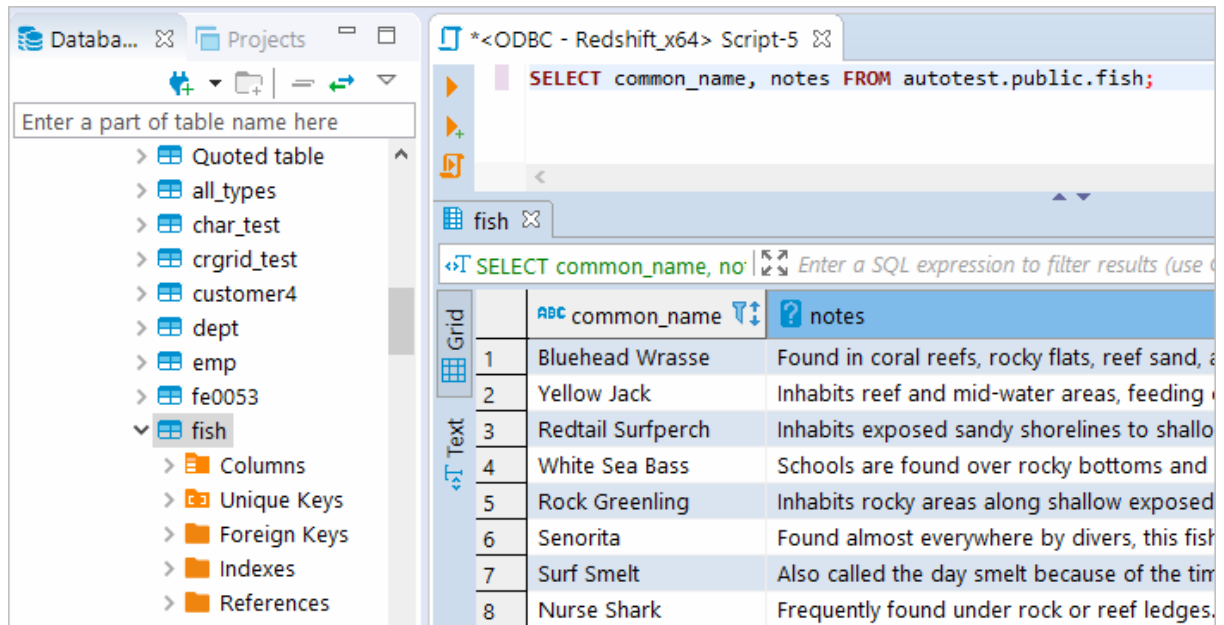 Databa...
Projects
Enter a part of table name here
Quoted table
all_types
char_test
crgrid_test
customer4
dept
emp
fe0053
fish
Columns
Unique Keys
Foreign Keys
Indexes
References
*<ODBC - Redshift_x64> Script-5
SELECT common_name, notes FROM autotest.public.fish;
fish
SELECT common_name, no
Enter a SQL expression to filter results (use
Grid
Text
ABC common_name
notes
1 Bluehead Wrasse Found in coral reefs, rocky flats, reef sand,
2 Yellow Jack Inhabits reef and mid-water areas, feeding
3 Redtail Surfperch Inhabits exposed sandy shorelines to shallo
4 White Sea Bass Schools are found over rocky bottoms and
5 Rock Greenling Inhabits rocky areas along shallow exposed
6 Senorita Found almost everywhere by divers, this fish
7 Surf Smelt Also called the day smelt because of the tim
8 Nurse Shark Frequently found under rock or reef ledges.